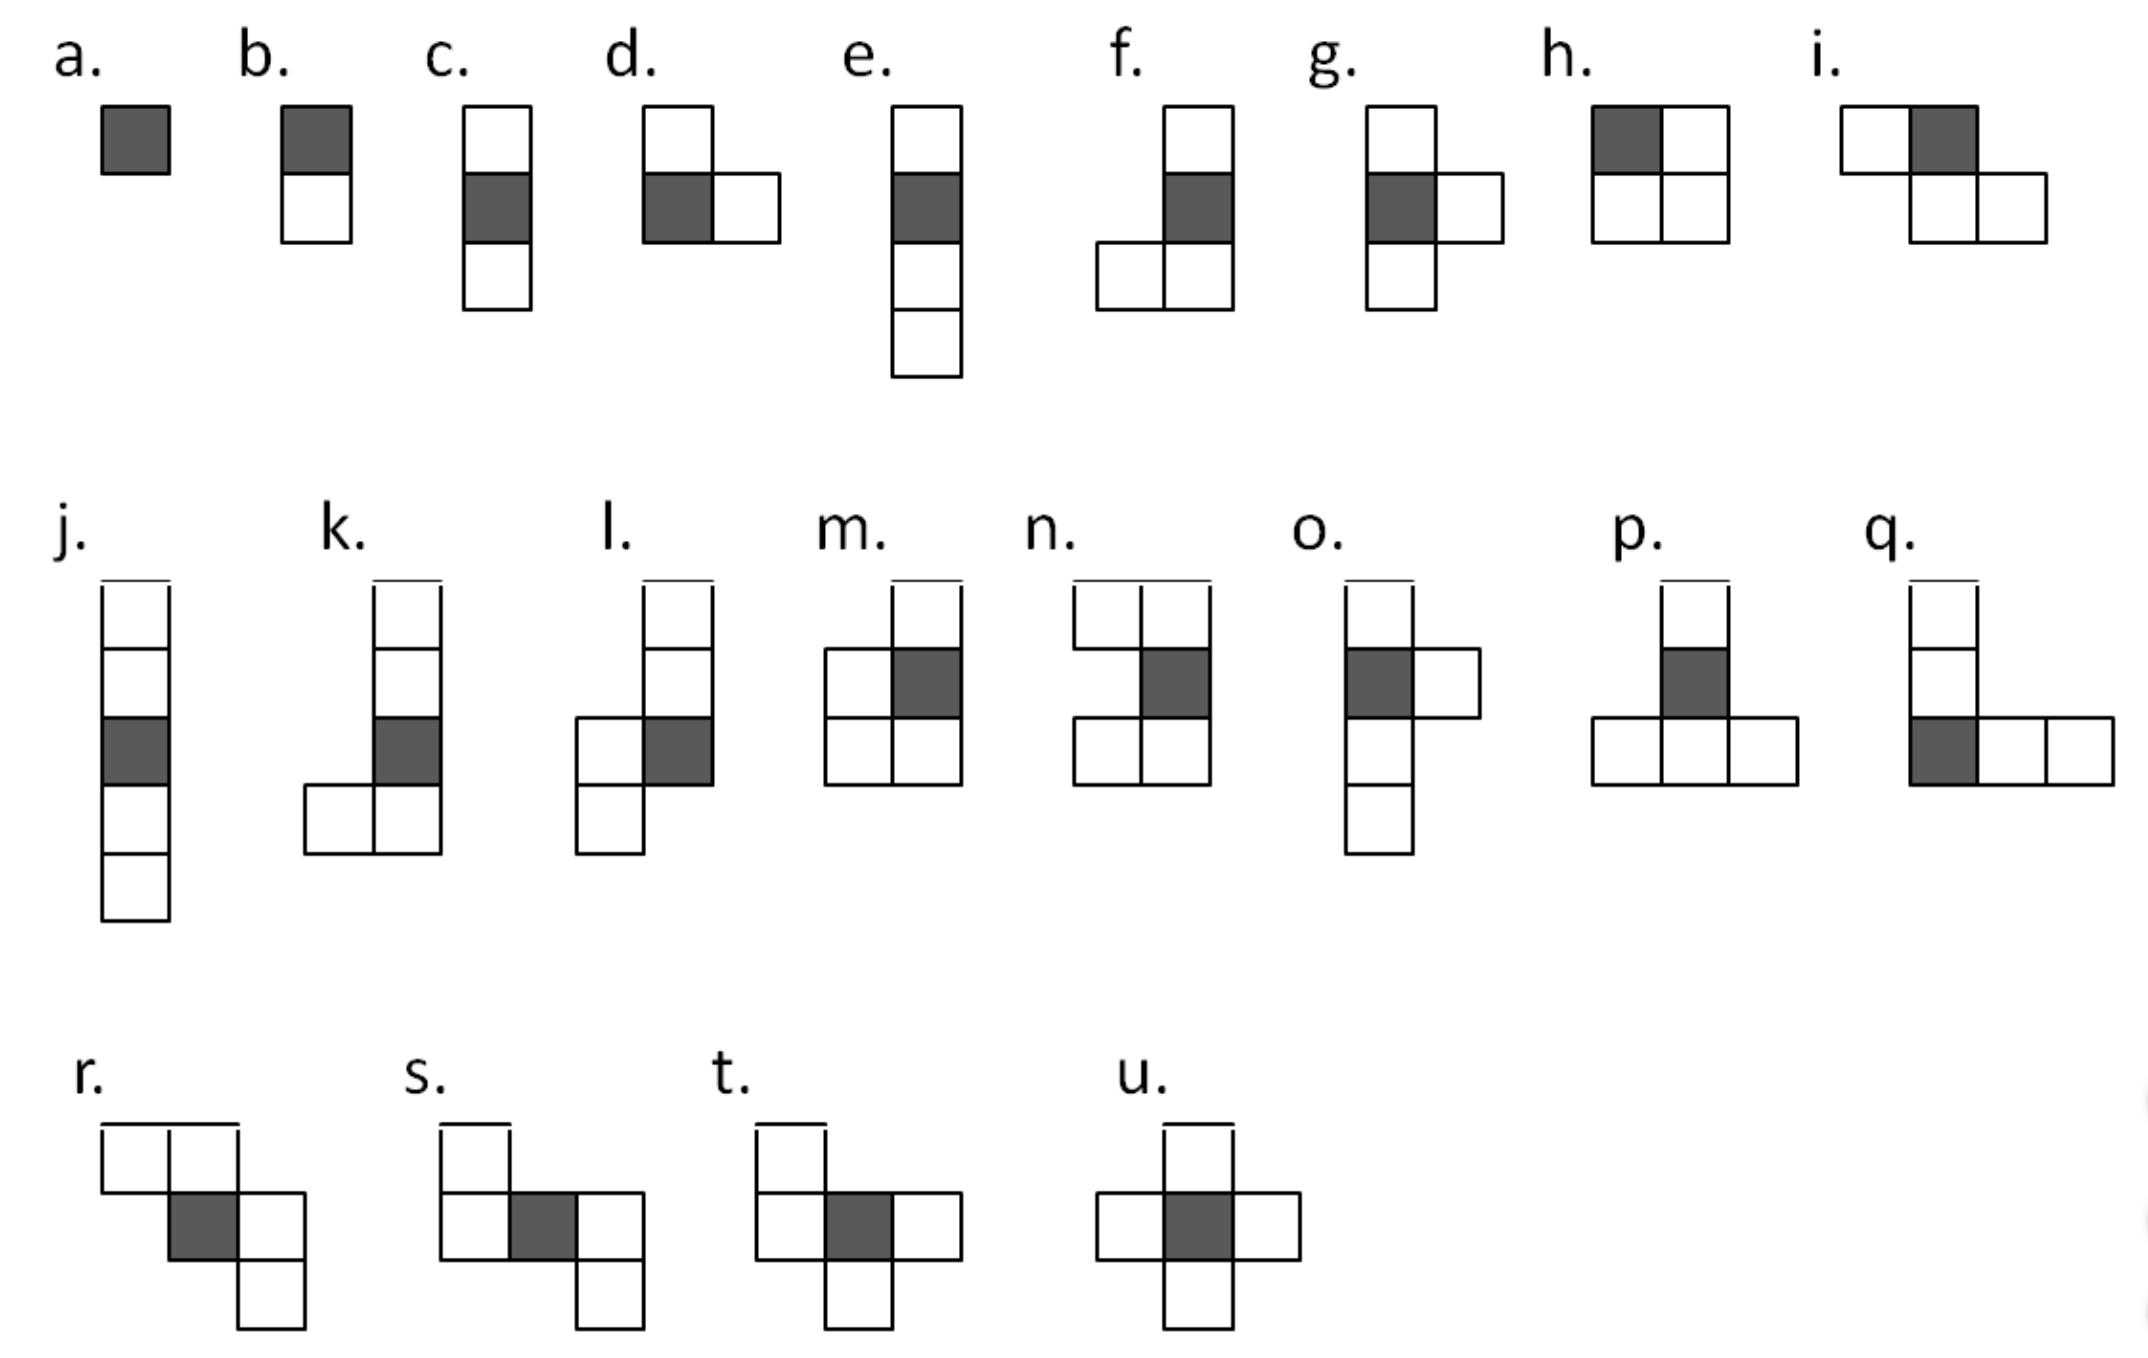 a. b. c. d. e. f. g. h. i.
j. k. l. m. n. o. p. q.
r. s. t. u.